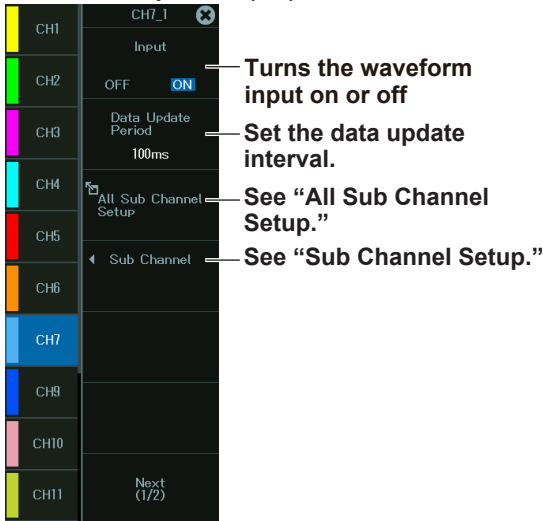 CH1
CH2
CH3
CH4
CH5
CH6
CH7
CH9
CH10
CH11
CH7_1
Input
OFF ON
Data Update
Period
100ms
All Sub Channel
Setup
Sub Channel
Next
(1/2)
Turns the waveform
input on or off
Set the data update
interval.
See “All Sub Channel
Setup.”
See “Sub Channel Setup.”